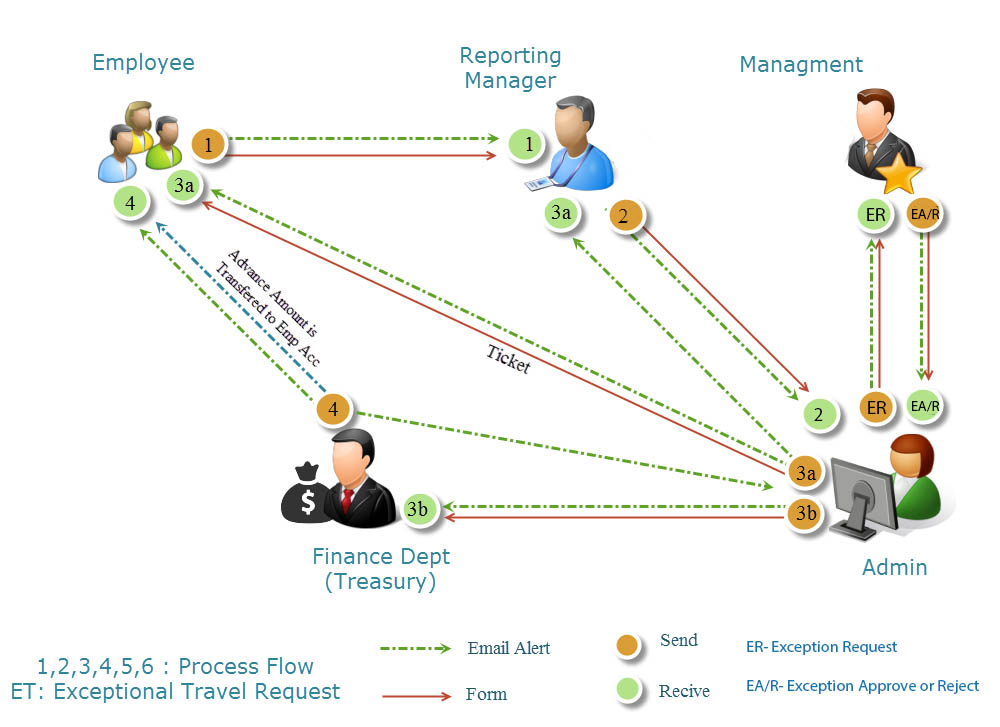 Employee
Reporting
Manager
Managment
1
1
3a
4
3a
2
ER
EA/R
Advance Amount is
Transfered to Emp Acc
Ticket
4
2
ER
EA/R
3a
3b
3b
$
Finance Dept
(Treasury)
Admin
1,2,3,4,5,6 : Process Flow
ET: Exceptional Travel Request
Email Alert
Form
Send
Recive
ER- Exception Request
EA/R- Exception Approve or Reject